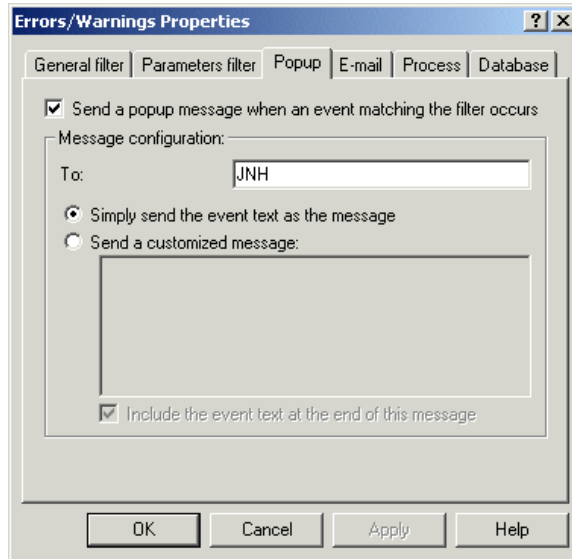 Errors/Warnings Properties
General filter Parameters filter Popup E-mail Process Database
Send a popup message when an event matching the filter occurs
Message configuration:
To: JNH
Simply send the event text as the message
Send a customized message:
Include the event text at the end of this message
OK Cancel Apply Help